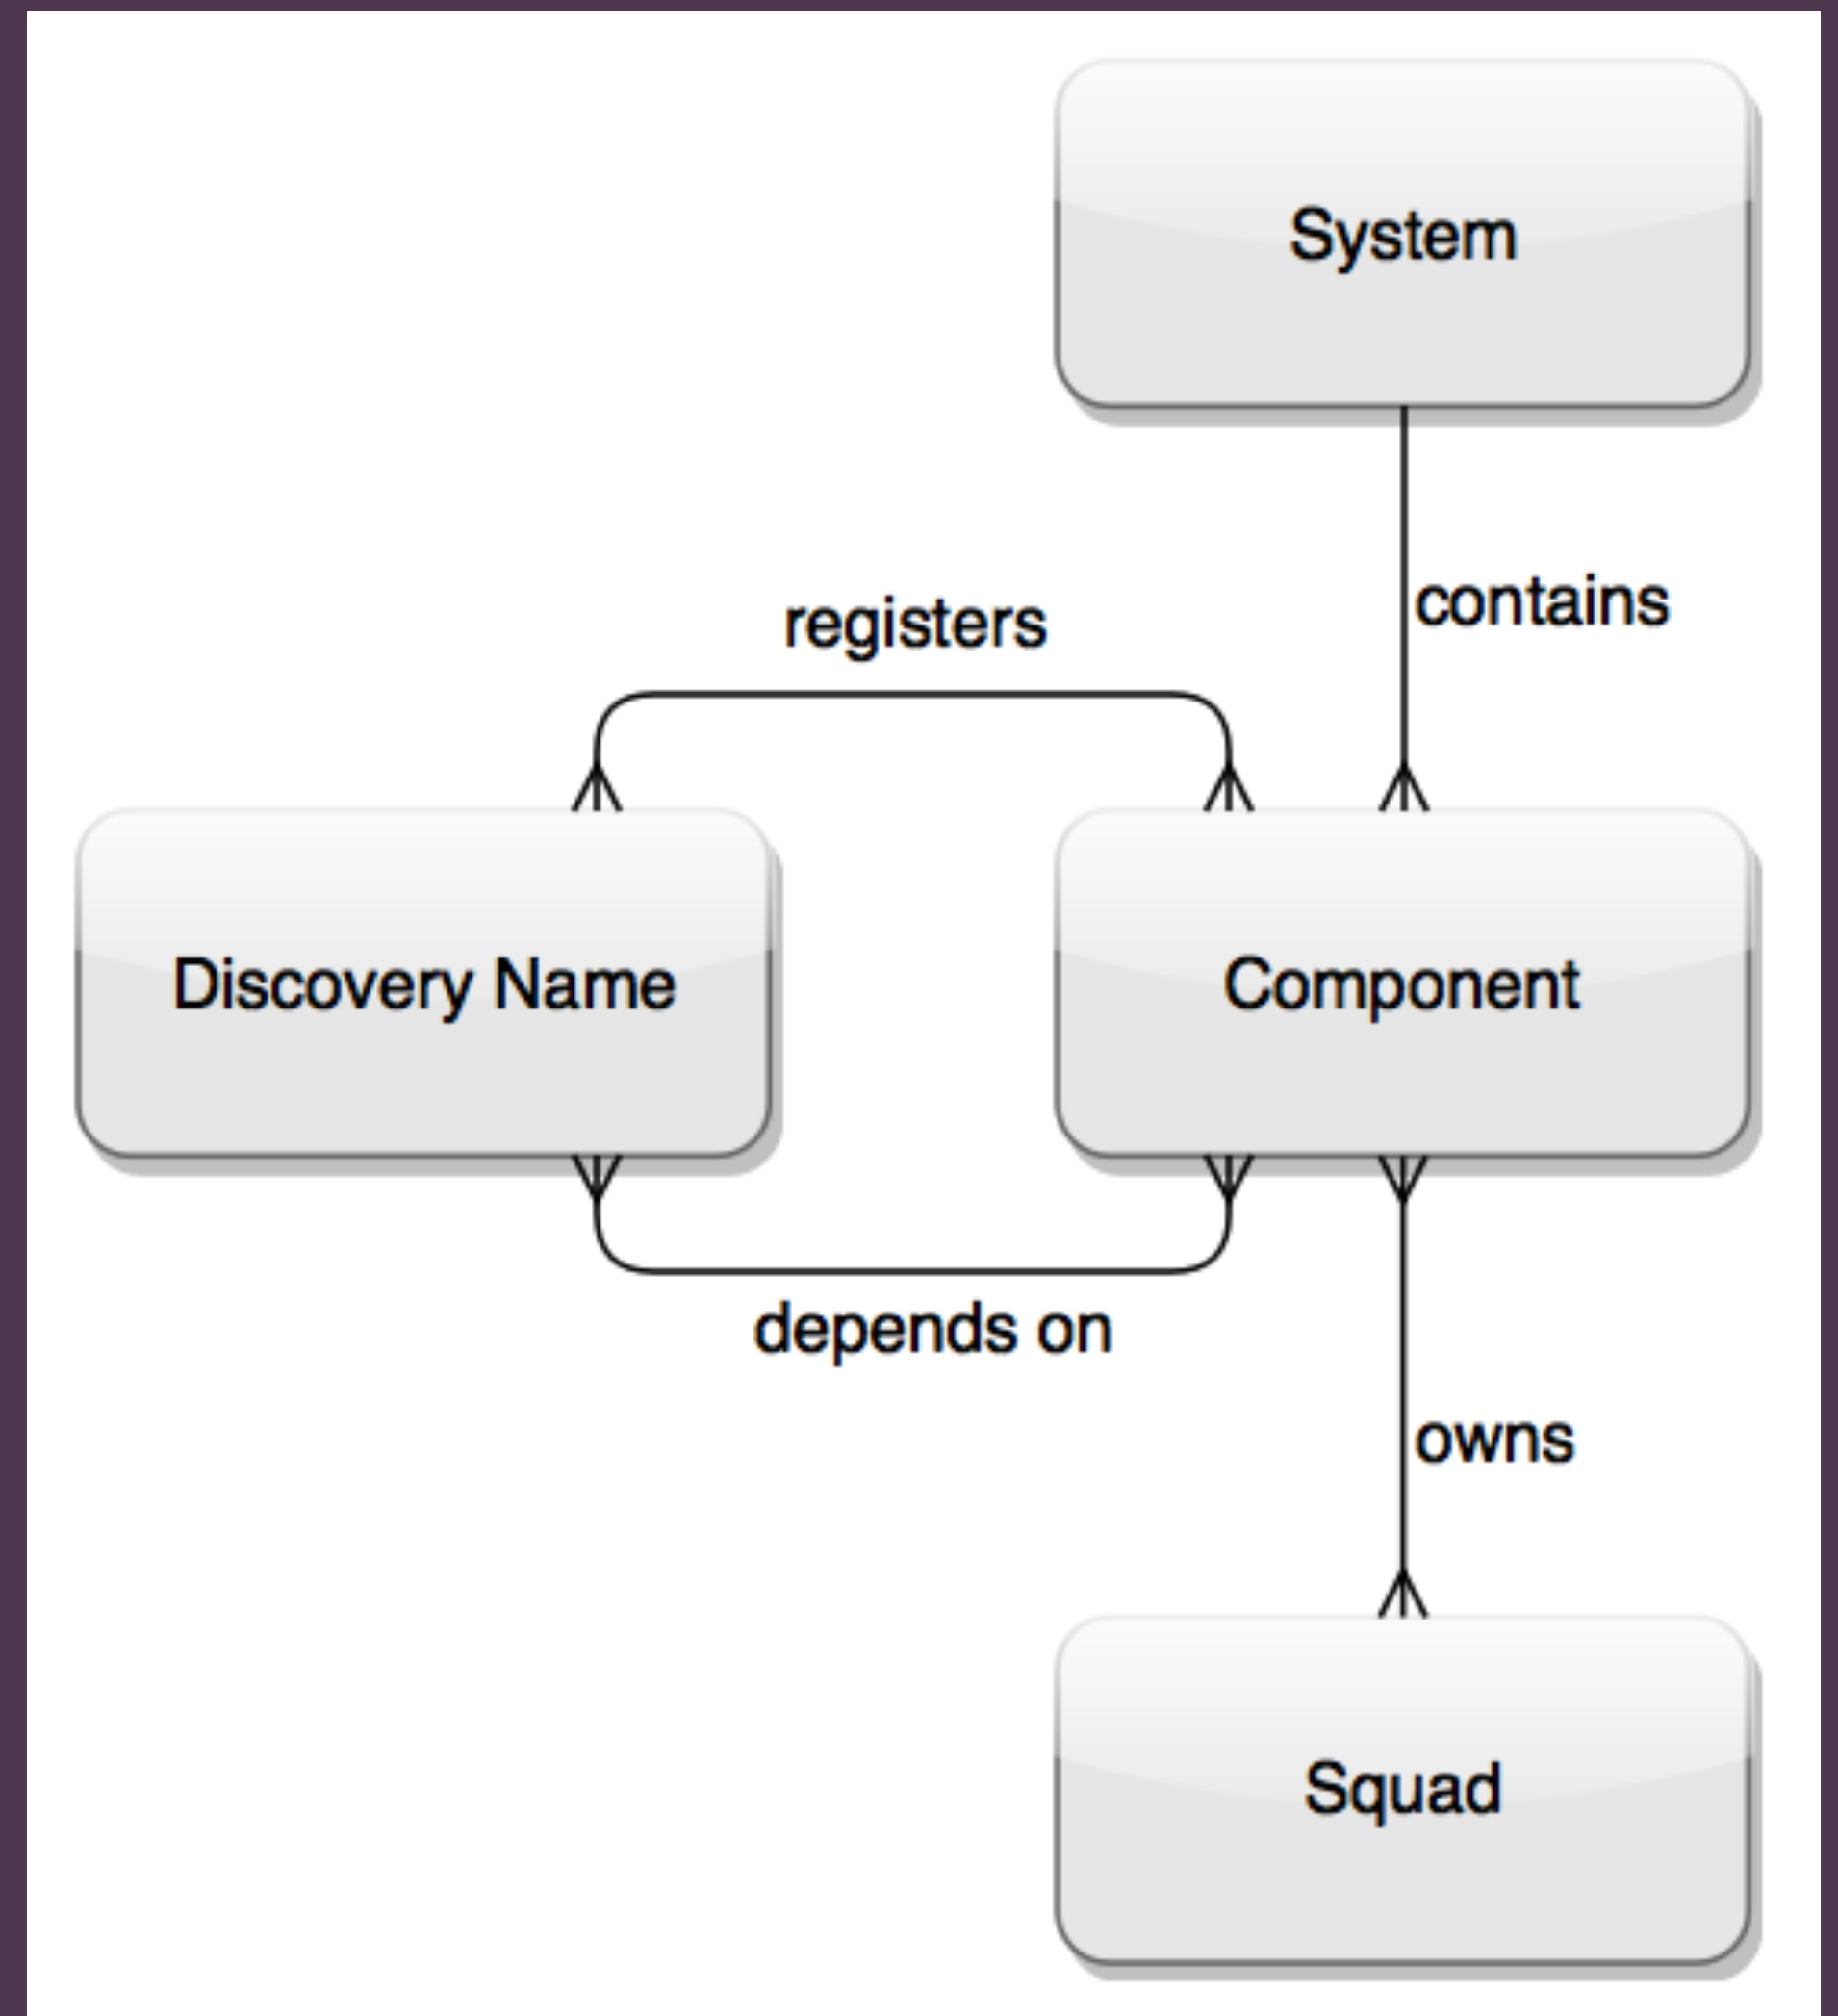 System
contains
registers
Discovery Name
Component
depends on
owns
Squad